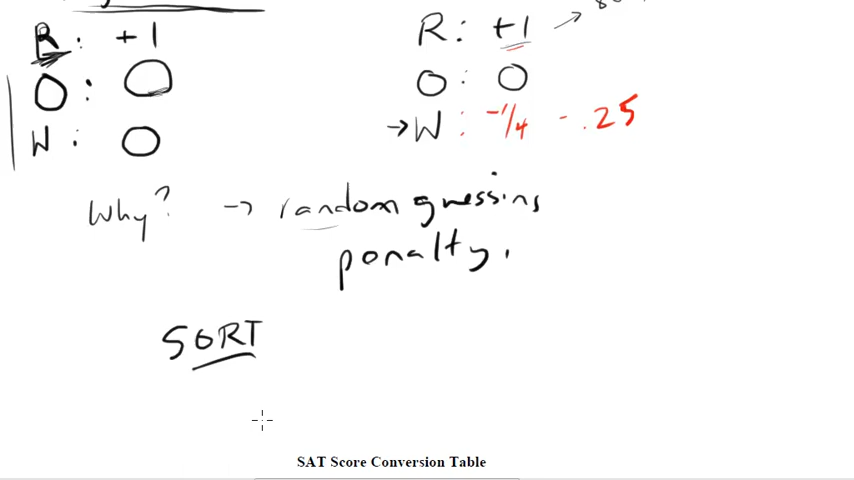 R: +1
O: O
W: O
R: +1 →
O: O
→ W: -1/4 - .25
Why? → random guessing
penalty.
SORT
SAT Score Conversion Table